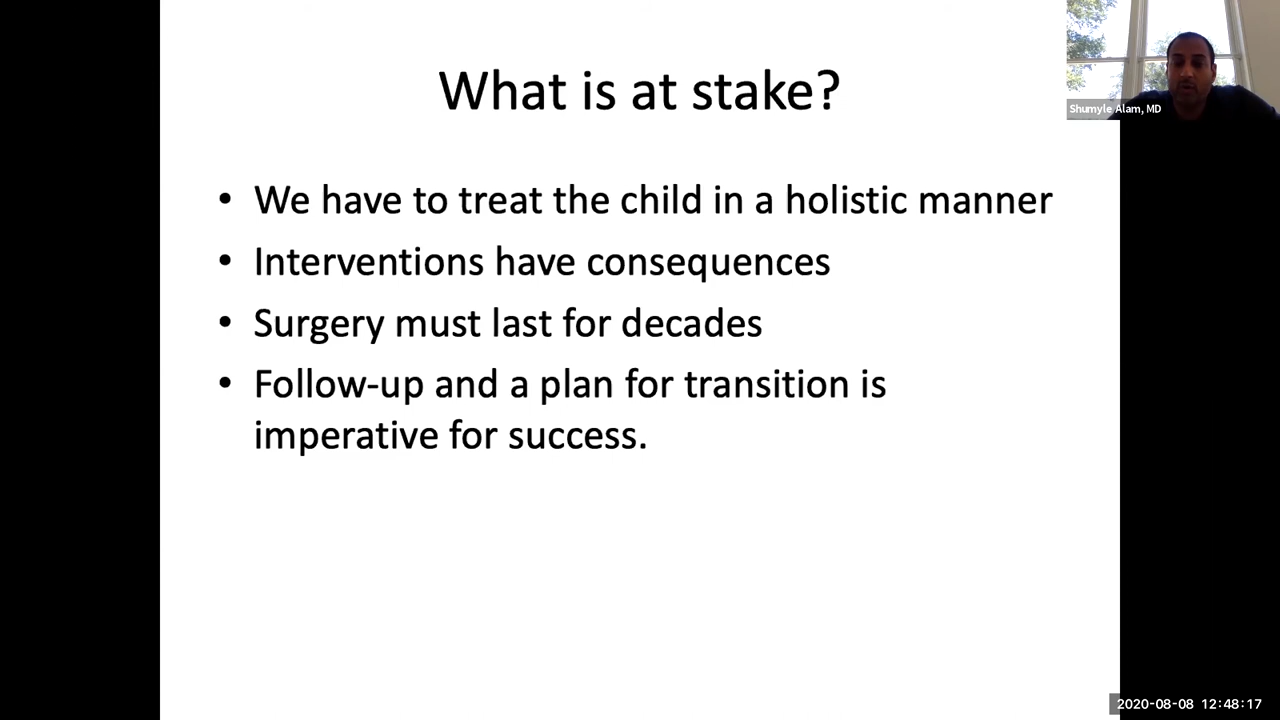 What is at stake?
• We have to treat the child in a holistic manner
• Interventions have consequences
• Surgery must last for decades
• Follow-up and a plan for transition is
imperative for success.
Shumyle Alam, MD
2020-08-08 12:48:17